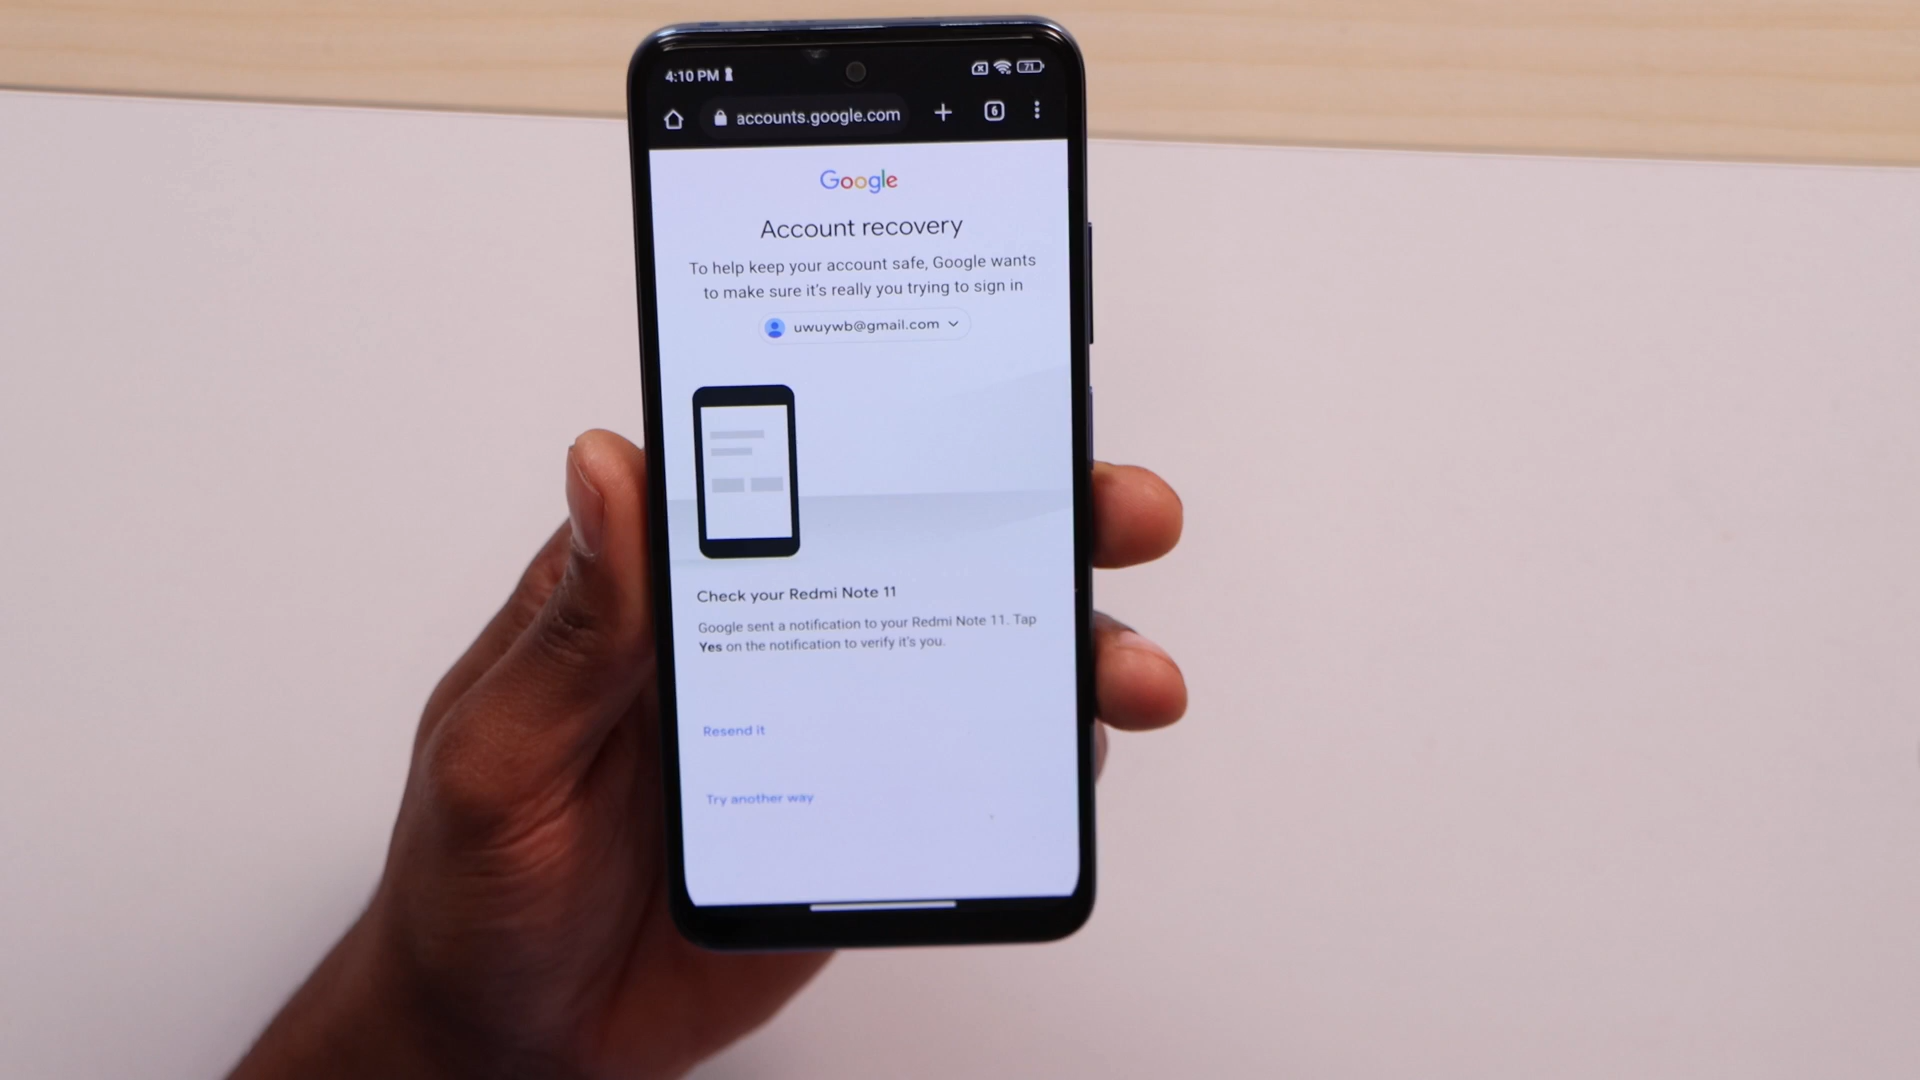 4:10 PM
71
accounts.google.com
6
Google
Account recovery
To help keep your account safe, Google wants
to make sure it's really you trying to sign in
uwuywb@gmail.com
Check your Redmi Note 11
Google sent a notification to your Redmi Note 11. Tap
Yes on the notification to verify it's you.
Resend it
Try another way